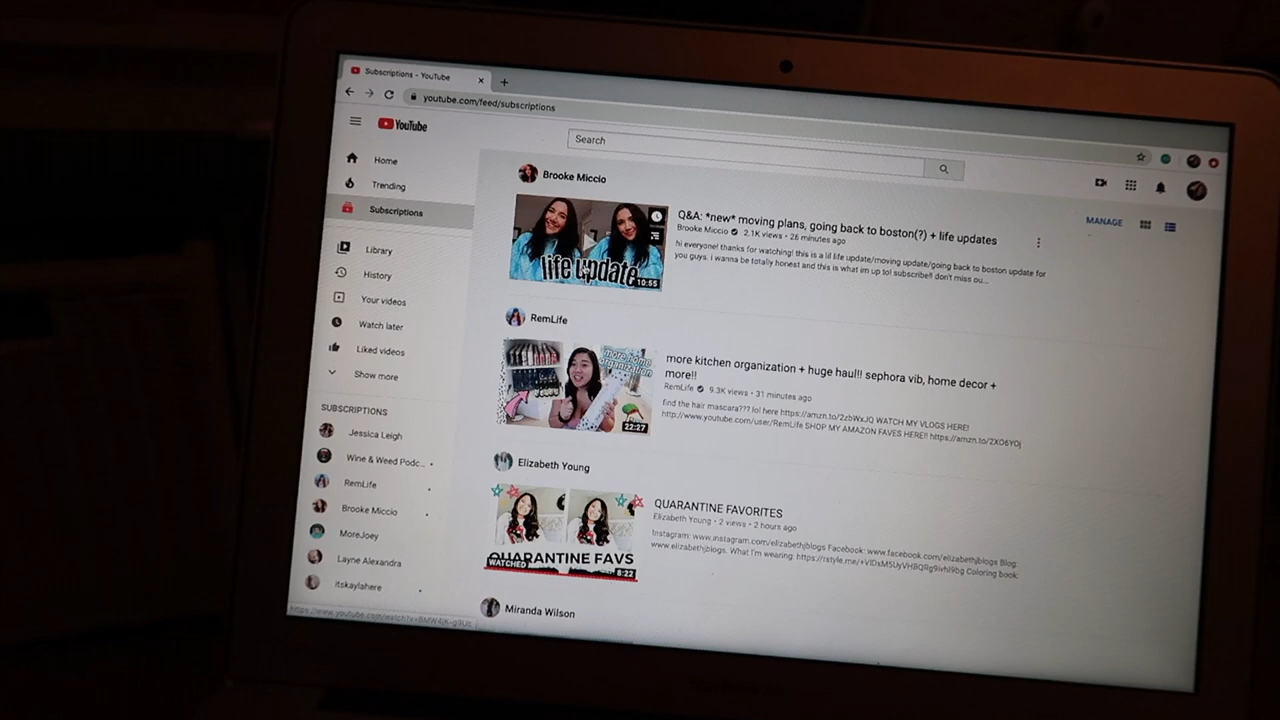 Subscriptions - YouTube
youtube.com/feed/subscriptions
YouTube
Search
Home
Trending
Subscriptions
Library
History
Your videos
Watch later
Liked videos
Show more
SUBSCRIPTIONS
Jessica Leigh
Wine & Weed Podc...
RemLife
Brooke Miccio
MoreJoey
Layne Alexandra
itskaylahere
MANAGE
Brooke Miccio
life update
10:55
Q&A: *new* moving plans, going back to boston(?) + life updates
Brooke Miccio 2.1K views • 26 minutes ago
hi everyone! thanks for watching! this is a lil life update/moving update/going back to boston update for
you guys. i wanna be totally honest and this is what im up to! subscribe!! don't miss ou...
RemLife
more home
organization
22:27
more kitchen organization + huge haul!! sephora vib, home decor +
more!!
RemLife 9.3K views • 31 minutes ago
find the hair mascara??? lol here https://amzn.to/2zbWxJQ WATCH MY VLOGS HERE!
http://www.youtube.com/user/RemLife SHOP MY AMAZON FAVES HERE!! https://amzn.to/2XO6YOj
Elizabeth Young
QUARANTINE FAVS
WATCHED
8:22
QUARANTINE FAVORITES
Elizabeth Young • 2 views • 2 hours ago
Instagram: www.instagram.com/elizabethjblogs Facebook: www.facebook.com/elizabethjblogs Blog:
www.elizabethjblogs. What I'm wearing: Coloring book:
Miranda Wilson